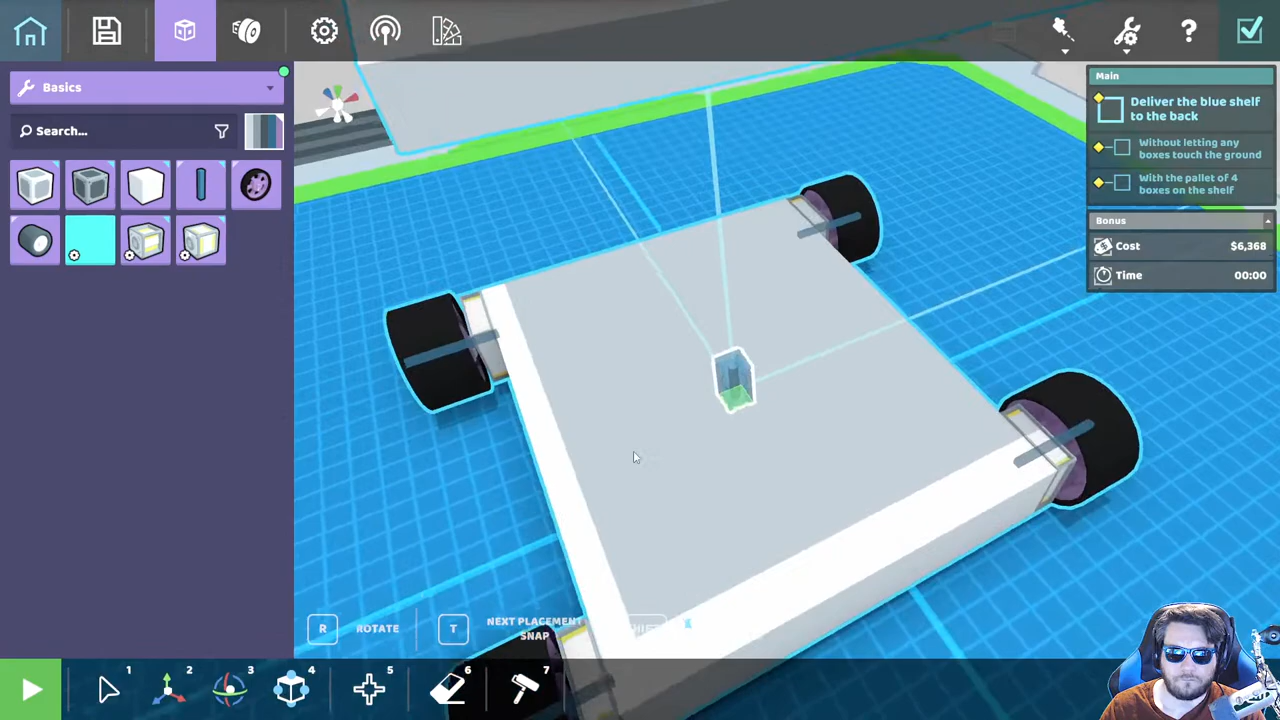 Basics
Search...
Main
Deliver the blue shelf
to the back
Without letting any
boxes touch the ground
With the pallet of 4
boxes on the shelf
Bonus
Cost
$6,368
Time
00:00
R
ROTATE
T
NEXT PLACEMENT
SNAP
1
2
3
4
5
6
7